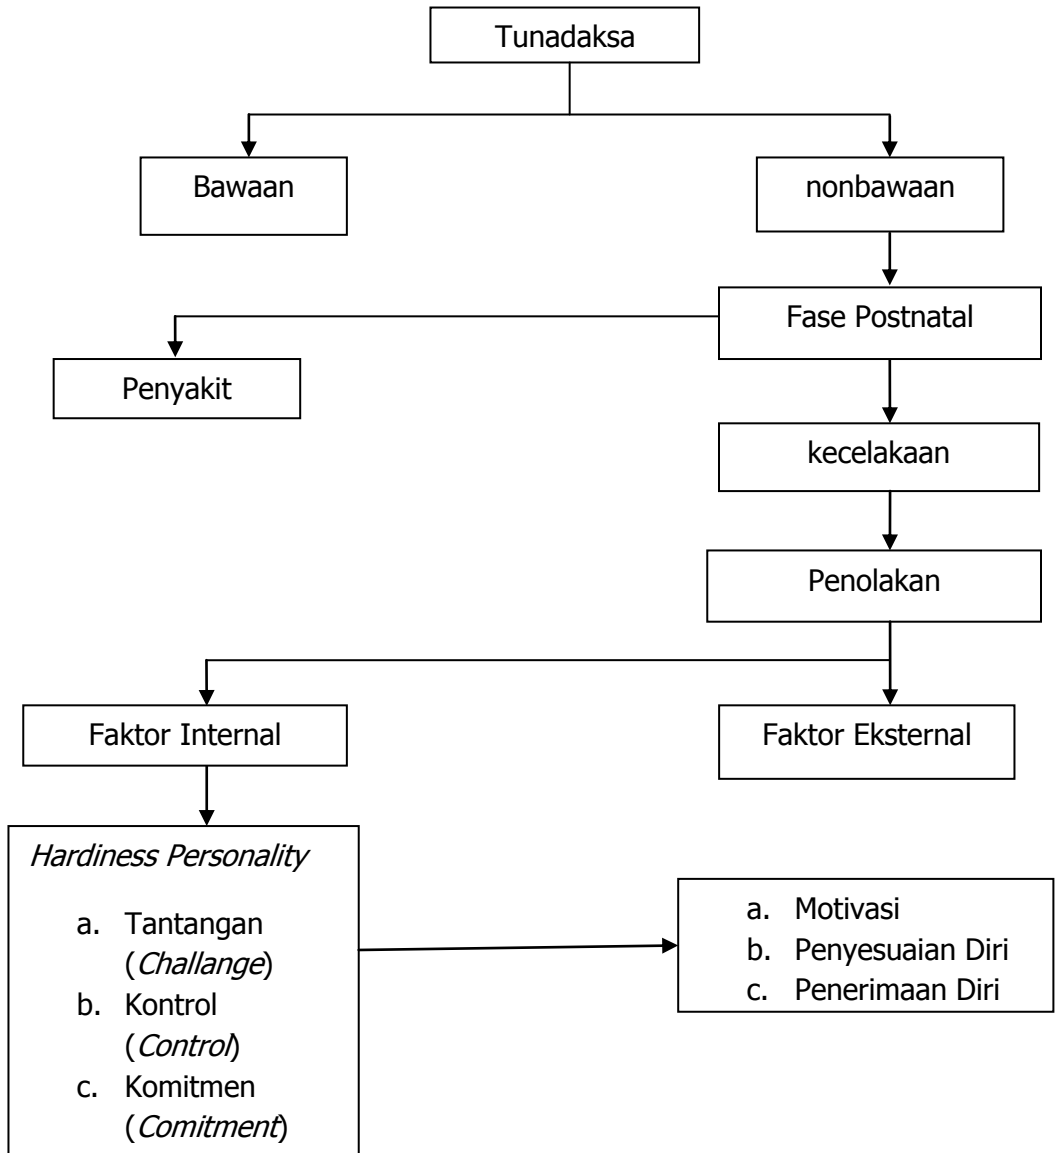 Tunadaksa
Bawaan
nonbawaan
Fase Postnatal
Penyakit
kecelakaan
Penolakan
Faktor Internal
Faktor Eksternal
Hardiness Personality
a. Tantangan
(Challange)
b. Kontrol
(Control)
c. Komitmen
(Comitment)
a. Motivasi
b. Penyesuaian Diri
c. Penerimaan Diri